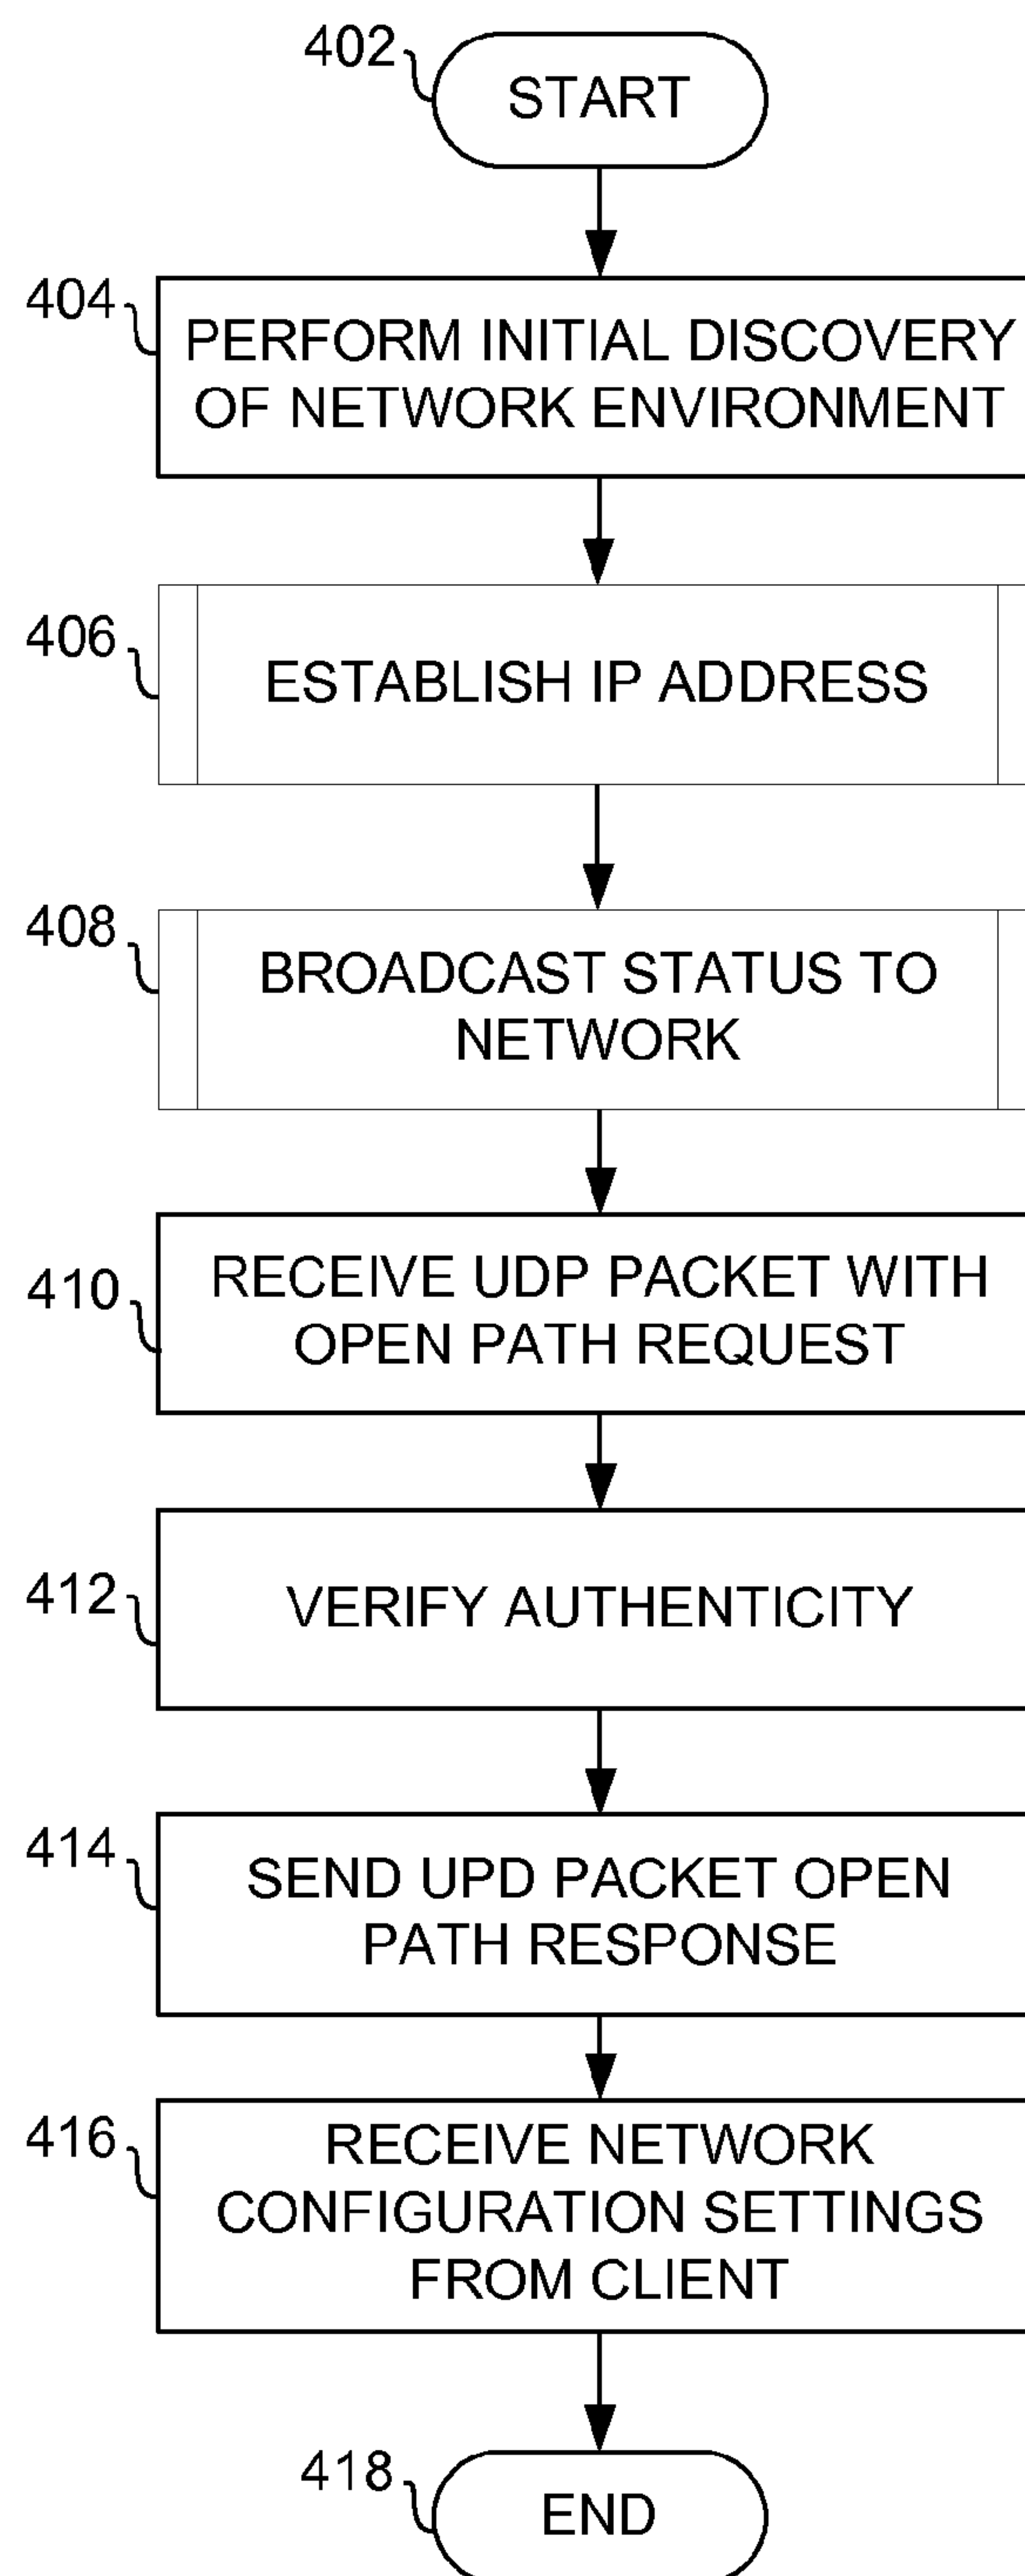 402
START
404
PERFORM INITIAL DISCOVERY
OF NETWORK ENVIRONMENT
406
ESTABLISH IP ADDRESS
408
BROADCAST STATUS TO
NETWORK
410
RECEIVE UDP PACKET WITH
OPEN PATH REQUEST
412
VERIFY AUTHENTICITY
414
SEND UPD PACKET OPEN
PATH RESPONSE
416
RECEIVE NETWORK
CONFIGURATION SETTINGS
FROM CLIENT
418
END